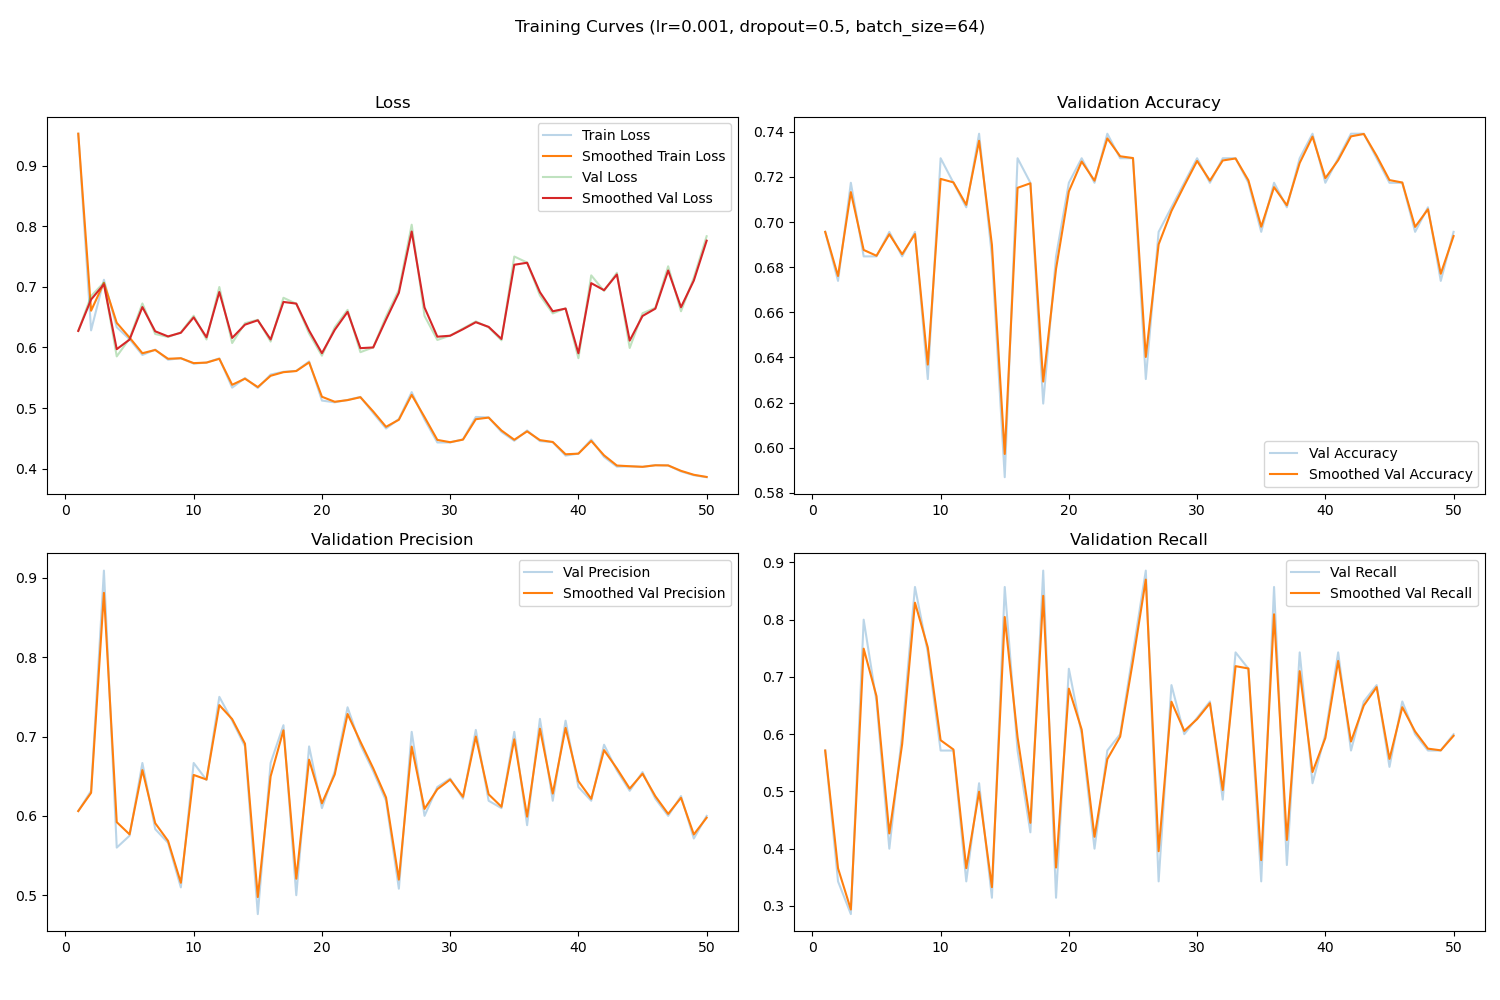 Training Curves (lr=0.001, dropout=0.5, batch_size=64)
Loss
Train Loss
Smoothed Train Loss
Val Loss
Smoothed Val Loss
0.9
0.8
0.7
0.6
0.5
0.4
0 10 20 30 40 50
Validation Accuracy
0.74
0.72
0.70
0.68
0.66
0.64
0.62
0.60
0.58
Val Accuracy
Smoothed Val Accuracy
0 10 20 30 40 50
Validation Precision
Val Precision
Smoothed Val Precision
0.9
0.8
0.7
0.6
0.5
0 10 20 30 40 50
Validation Recall
Val Recall
Smoothed Val Recall
0.9
0.8
0.7
0.6
0.5
0.4
0.3
0 10 20 30 40 50